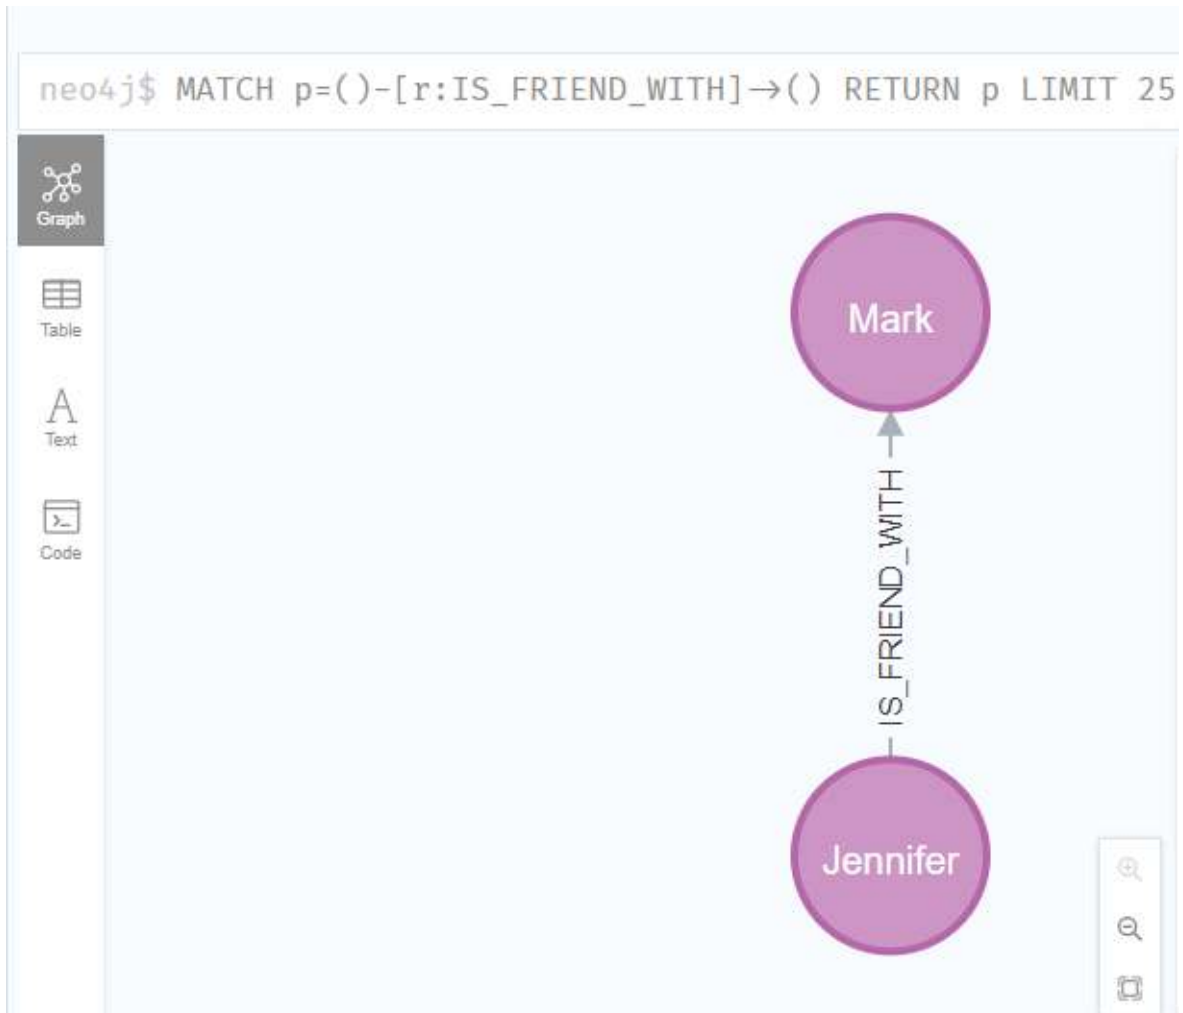 neo4j$ MATCH p=()-[r:IS_FRIEND_WITH]→() RETURN p LIMIT 25
Graph
Table
A
Text
Code
Mark
IS_FRIEND_WITH
Jennifer